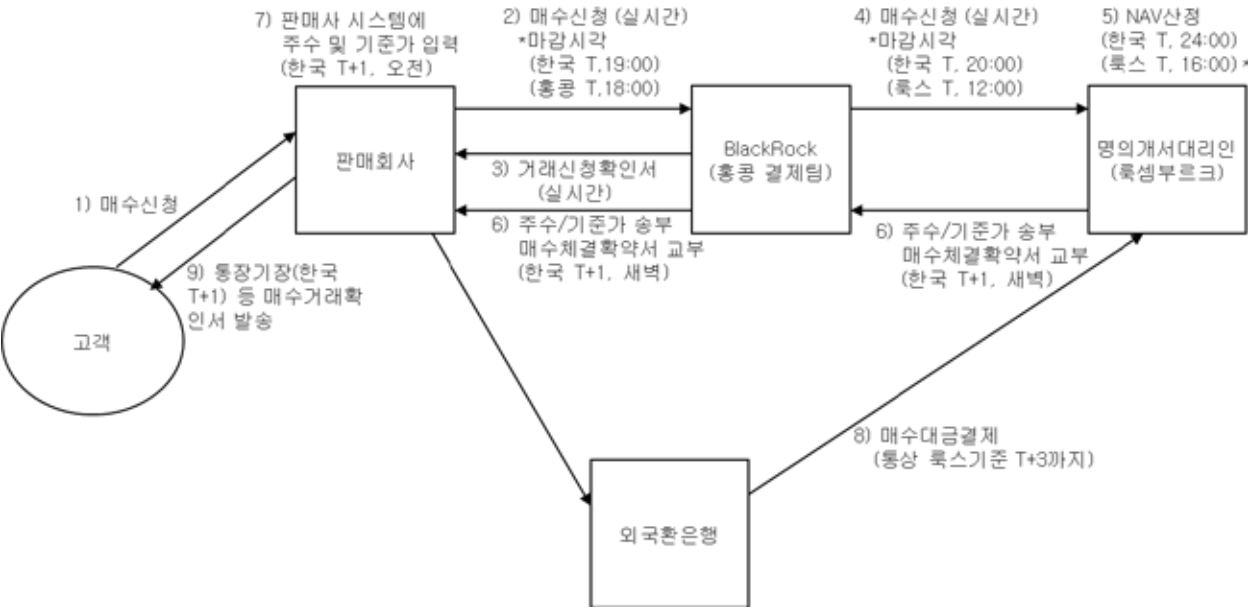 7) 판매사 시스템에
주수 및 기준가 입력
(한국 T+1, 오전)
2) 매수신청 (실시간)
*마감시각
(한국 T,19:00)
(홍콩 T,18:00)
4) 매수신청 (실시간)
*마감시각
(한국 T, 20:00)
(룩스 T, 12:00)
5) NAV산정
(한국 T, 24:00)
(룩스 T, 16:00)*
판매회사
BlackRock
(홍콩 결제팀)
명의개서대리인
(룩셈부르크)
3) 거래신청확인서
(실시간)
1) 매수신청
6) 주수/기준가 송부
매수체결확약서 교부
(한국 T+1, 새벽)
6) 주수/기준가 송부
매수체결확약서 교부
(한국 T+1, 새벽)
9) 통장기장(한국
T+1) 등 매수거래확
인서 발송
고객
8) 매수대금결제
(통상 룩스기준 T+3까지)
외국환은행